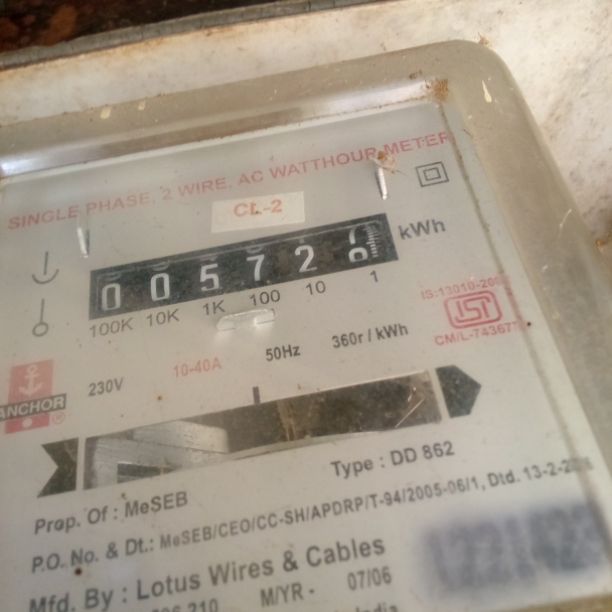 SINGLE PHASE, 2 WIRE, AC WATTHOUR METER
CL-2
0 0 5 7 2
kWh
100K 10K 1K 100 10 1
IS:13010-
ISI
CM/L-
230V 10-40A 50Hz 360r / kWh
ANCHOR
®
Type : DD 862
Prop. Of : MeSEB
P.O. No. & Dt.: MeSEB/CEO/CC-SH/APDRP/T-94/2005-06/1, Dtd. 13-2-
Mfd. By : Lotus Wires & Cables
M/YR - 07/06
India